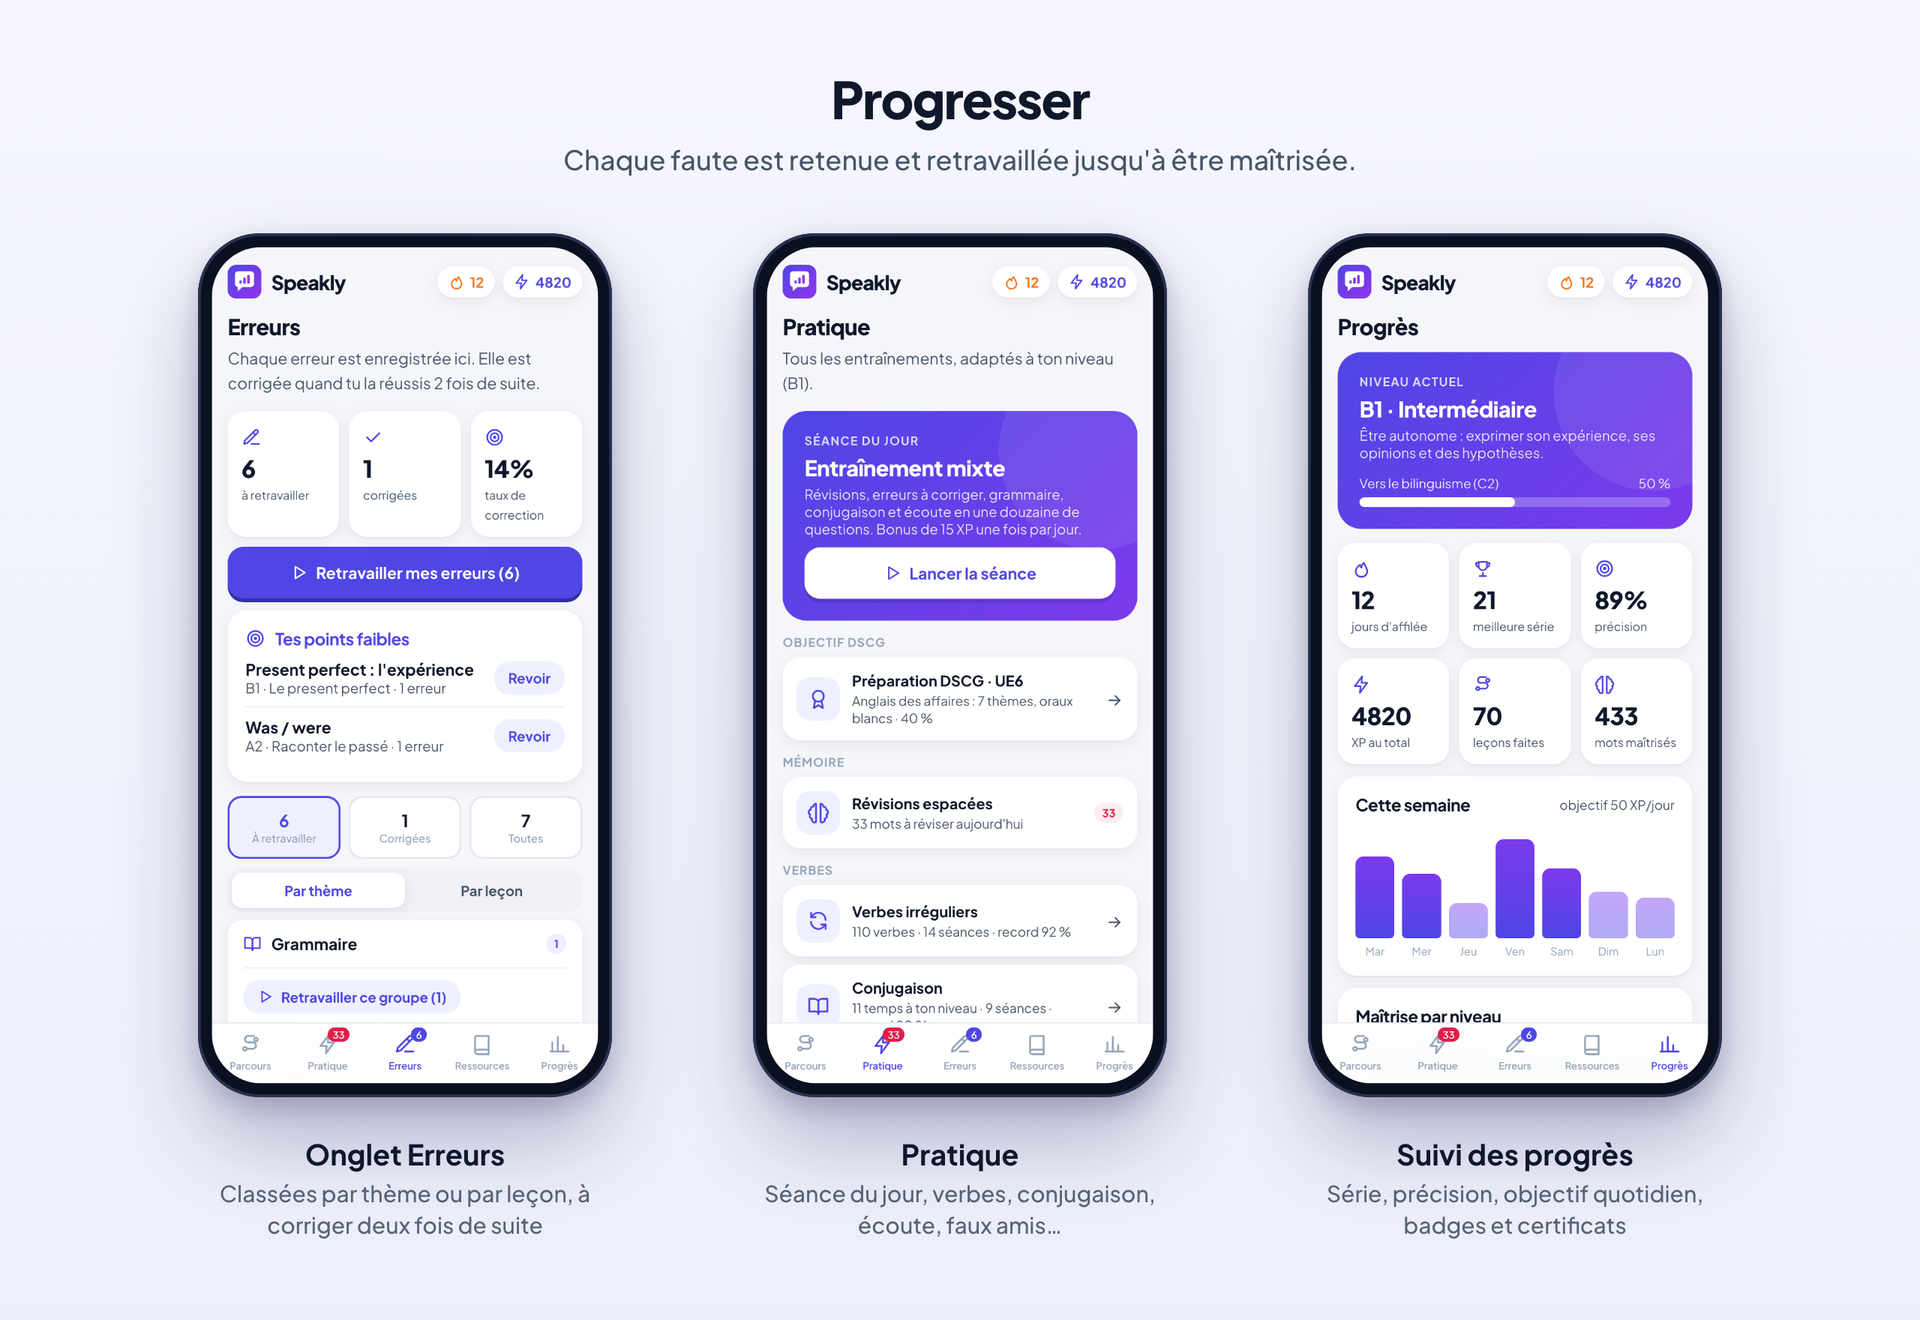 Progresser
Chaque faute est retenue et retravaillée jusqu'à être maîtrisée.
Speakly
12
4820
Erreurs
Chaque erreur est enregistrée ici. Elle est
corrigée quand tu la réussis 2 fois de suite.
6
à retravailler
1
corrigées
14%
taux de
correction
Retravailler mes erreurs (6)
Tes points faibles
Present perfect : l'expérience
B1 · Le present perfect · 1 erreur
Revoir
Was / were
A2 · Raconter le passé · 1 erreur
Revoir
6
À retravailler
1
Corrigées
7
Toutes
Par thème
Par leçon
Grammaire
1
Retravailler ce groupe (1)
Parcours
33
Pratique
6
Erreurs
Ressources
Progrès
Onglet Erreurs
Classées par thème ou par leçon, à
corriger deux fois de suite
Speakly
12
4820
Pratique
Tous les entraînements, adaptés à ton niveau
(B1).
SÉANCE DU JOUR
Entraînement mixte
Révisions, erreurs à corriger, grammaire,
conjugaison et écoute en une douzaine de
questions. Bonus de 15 XP une fois par jour.
Lancer la séance
OBJECTIF DSCG
Préparation DSCG · UE6
Anglais des affaires : 7 thèmes, oraux
blancs · 40 %
MÉMOIRE
Révisions espacées
33 mots à réviser aujourd'hui
33
VERBES
Verbes irréguliers
110 verbes · 14 séances · record 92 %
Conjugaison
11 temps à ton niveau · 9 séances ·
Parcours
33
Pratique
6
Erreurs
Ressources
Progrès
Pratique
Séance du jour, verbes, conjugaison,
écoute, faux amis…
Speakly
12
4820
Progrès
NIVEAU ACTUEL
B1 · Intermédiaire
Être autonome : exprimer son expérience, ses
opinions et des hypothèses.
Vers le bilinguisme (C2)
50 %
12
jours d'affilée
21
meilleure série
89%
précision
4820
XP au total
70
leçons faites
433
mots maîtrisés
Cette semaine
objectif 50 XP/jour
Mar
Mer
Jeu
Ven
Sam
Dim
Lun
Maîtrise par niveau
Parcours
33
Pratique
6
Erreurs
Ressources
Progrès
Suivi des progrès
Série, précision, objectif quotidien,
badges et certificats